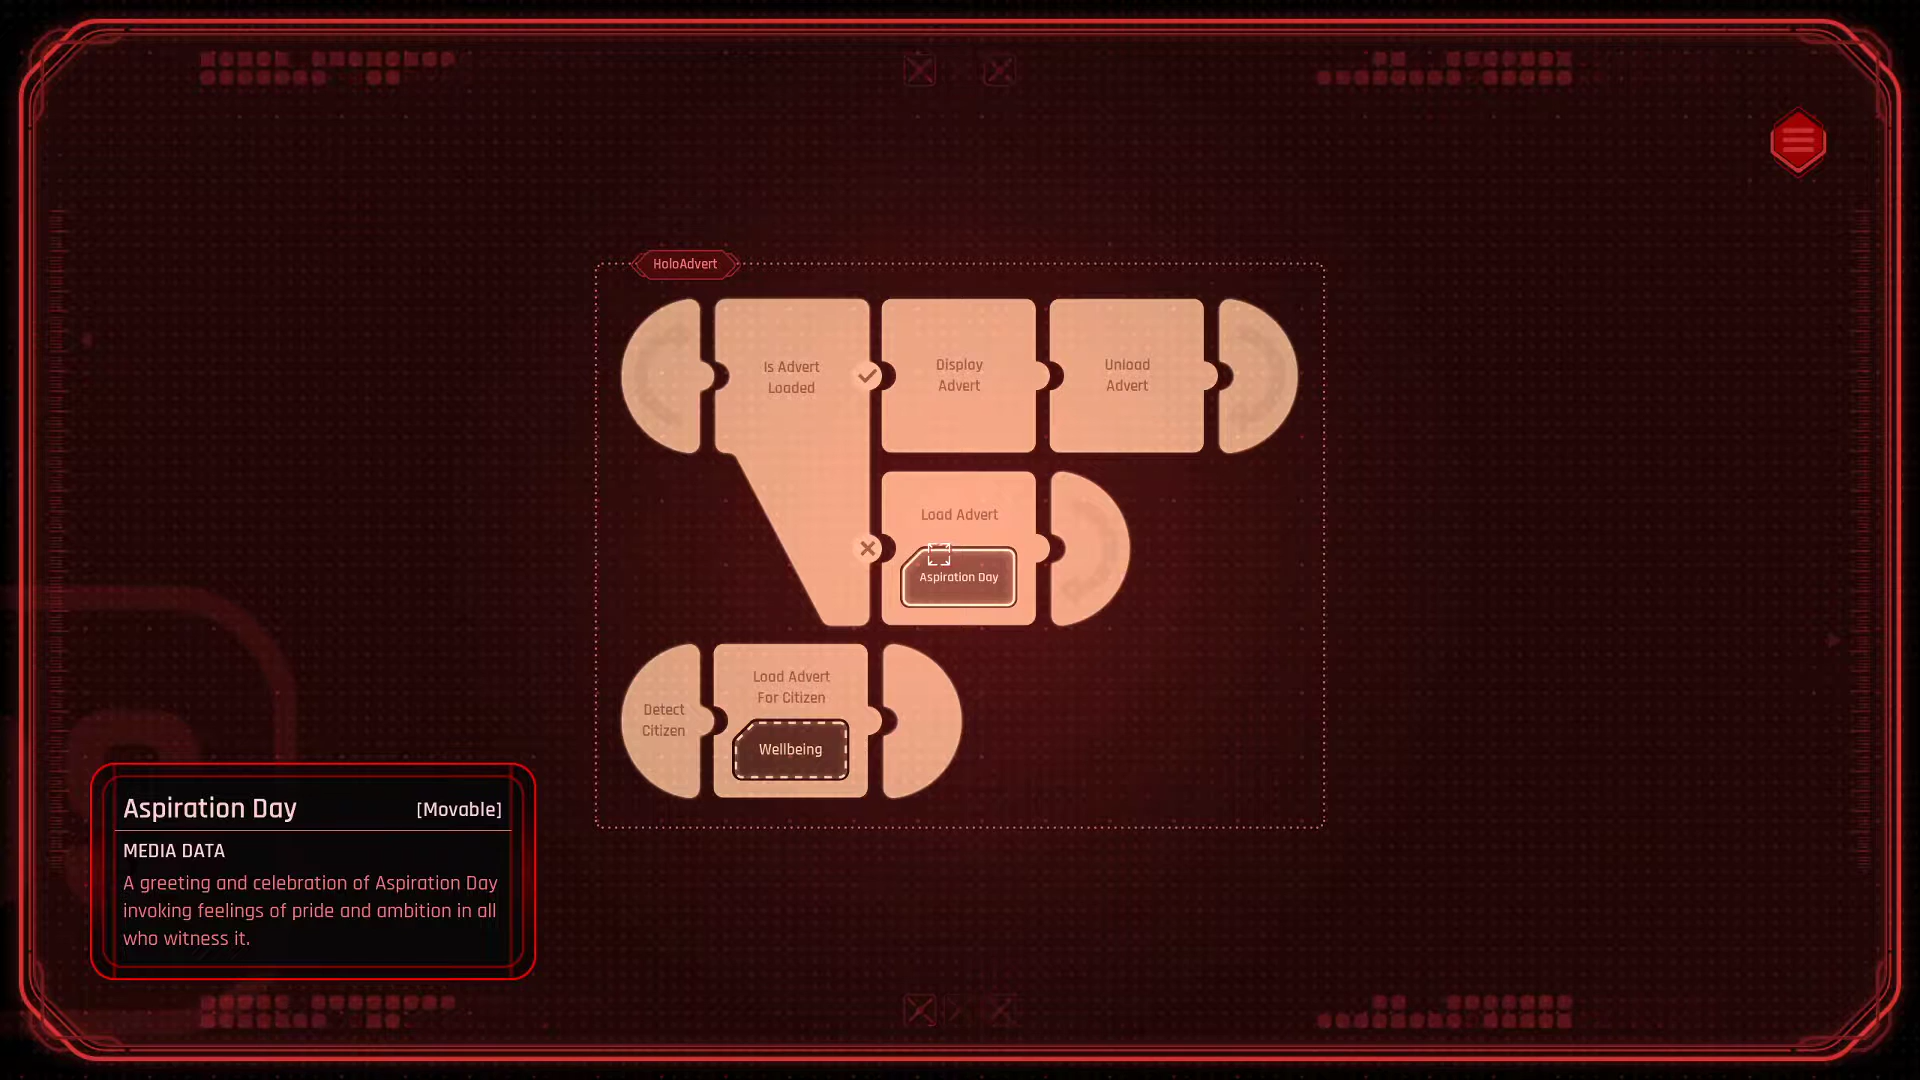 HoloAdvert
Is Advert
Loaded
Display
Advert
Unload
Advert
Load Advert
Aspiration Day
Detect
Citizen
Load Advert
For Citizen
Wellbeing
Aspiration Day [Movable]
MEDIA DATA
A greeting and celebration of Aspiration Day
invoking feelings of pride and ambition in all
who witness it.